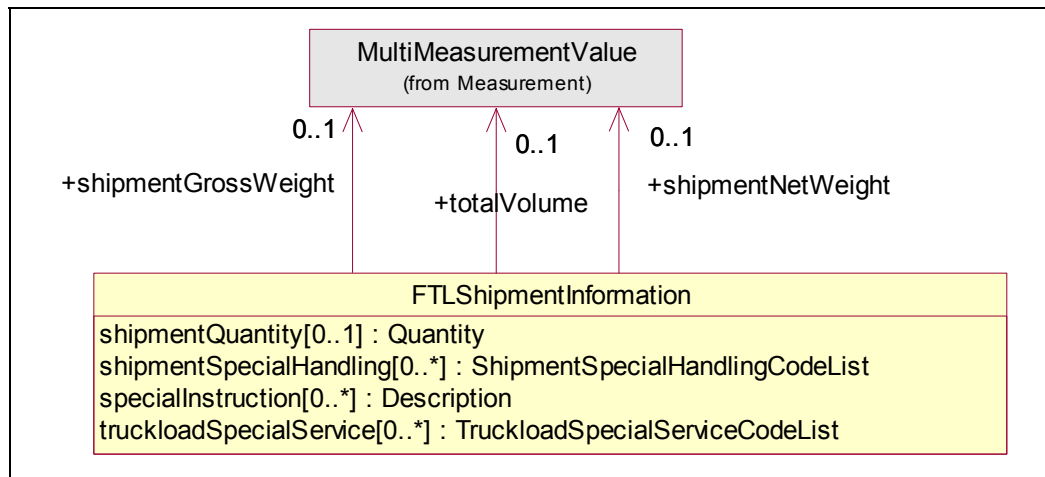 MultiMeasurementValue
(from Measurement)
0..1
0..1
0..1
+shipmentGrossWeight
+totalVolume
+shipmentNetWeight
FTLShipmentInformation
shipmentQuantity[0..1] : Quantity
shipmentSpecialHandling[0..*] : ShipmentSpecialHandlingCodeList
specialInstruction[0..*] : Description
truckloadSpecialService[0..*] : TruckloadSpecialServiceCodeList